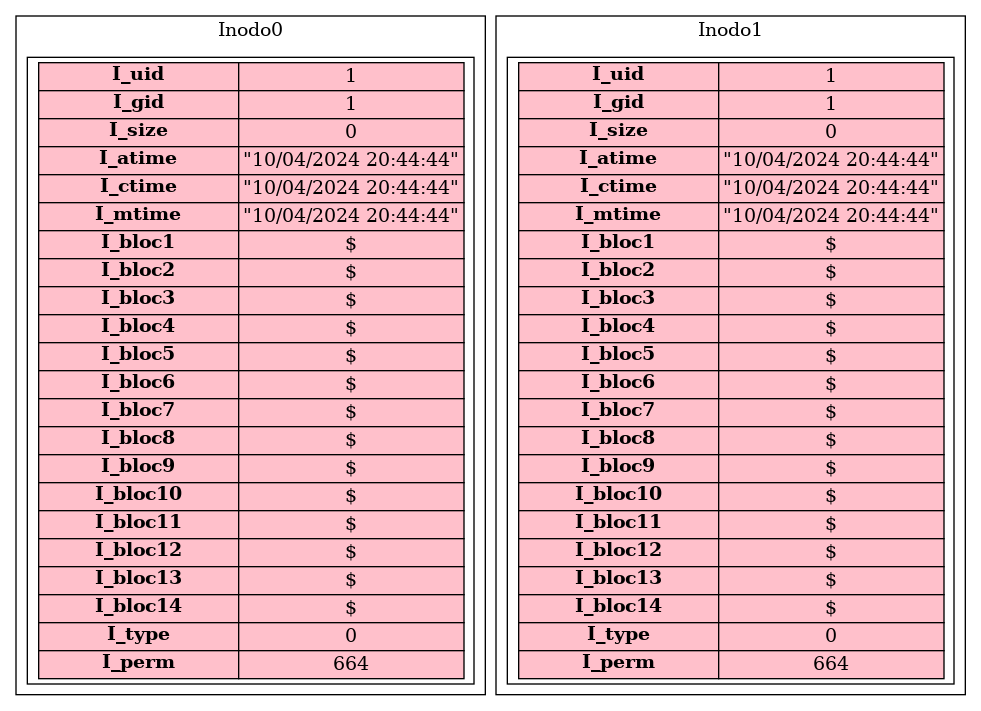 Inodo0
I_uid 1
I_gid 1
I_size 0
I_atime "10/04/2024 20:44:44"
I_ctime "10/04/2024 20:44:44"
I_mtime "10/04/2024 20:44:44"
I_bloc1 $
I_bloc2 $
I_bloc3 $
I_bloc4 $
I_bloc5 $
I_bloc6 $
I_bloc7 $
I_bloc8 $
I_bloc9 $
I_bloc10 $
I_bloc11 $
I_bloc12 $
I_bloc13 $
I_bloc14 $
I_type 0
I_perm 664
Inodo1
I_uid 1
I_gid 1
I_size 0
I_atime "10/04/2024 20:44:44"
I_ctime "10/04/2024 20:44:44"
I_mtime "10/04/2024 20:44:44"
I_bloc1 $
I_bloc2 $
I_bloc3 $
I_bloc4 $
I_bloc5 $
I_bloc6 $
I_bloc7 $
I_bloc8 $
I_bloc9 $
I_bloc10 $
I_bloc11 $
I_bloc12 $
I_bloc13 $
I_bloc14 $
I_type 0
I_perm 664